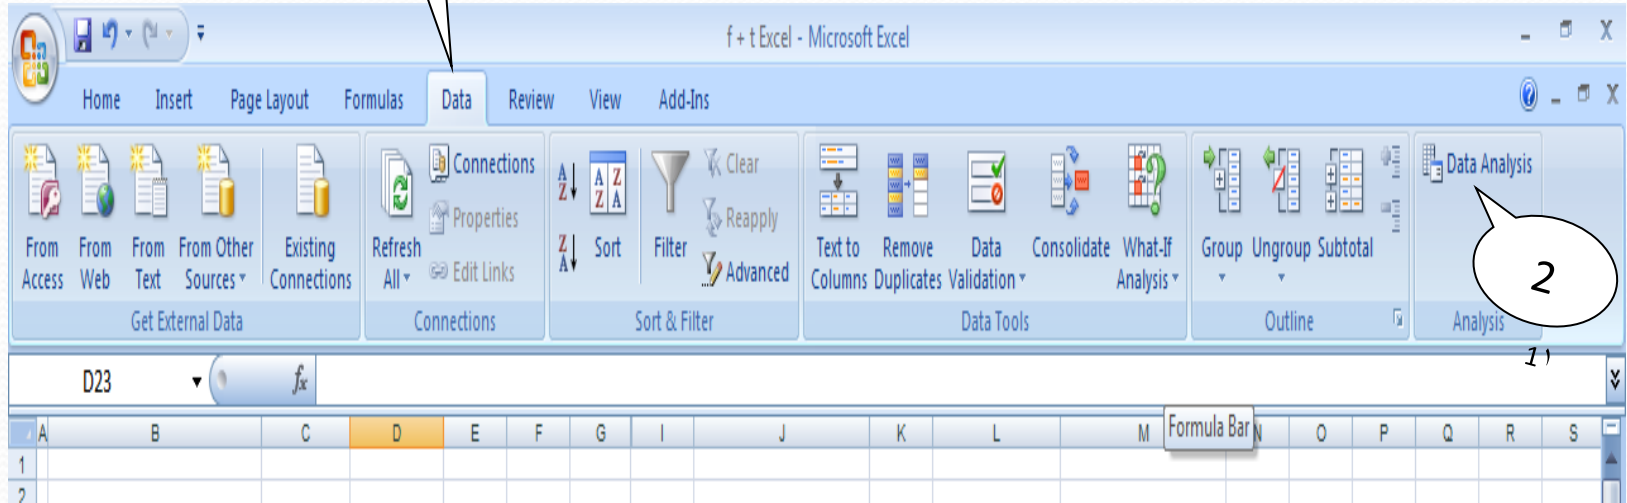 f + t Excel - Microsoft Excel
Home Insert Page Layout Formulas Data Review View Add-Ins
From Access
From Web
From Text
From Other Sources
Existing Connections
Get External Data
Refresh All
Connections
Properties
Edit Links
Connections
A Z
Z A
A Z
Z A
Sort
Filter
Clear
Reapply
Advanced
Sort & Filter
Text to Columns
Remove Duplicates
Data Validation
Consolidate
What-If Analysis
Data Tools
Group
Ungroup
Subtotal
Outline
Data Analysis
Analysis
2
1)
D23
fx
Formula Bar
A B C D E F G I J K L M N O P Q R S
1
2